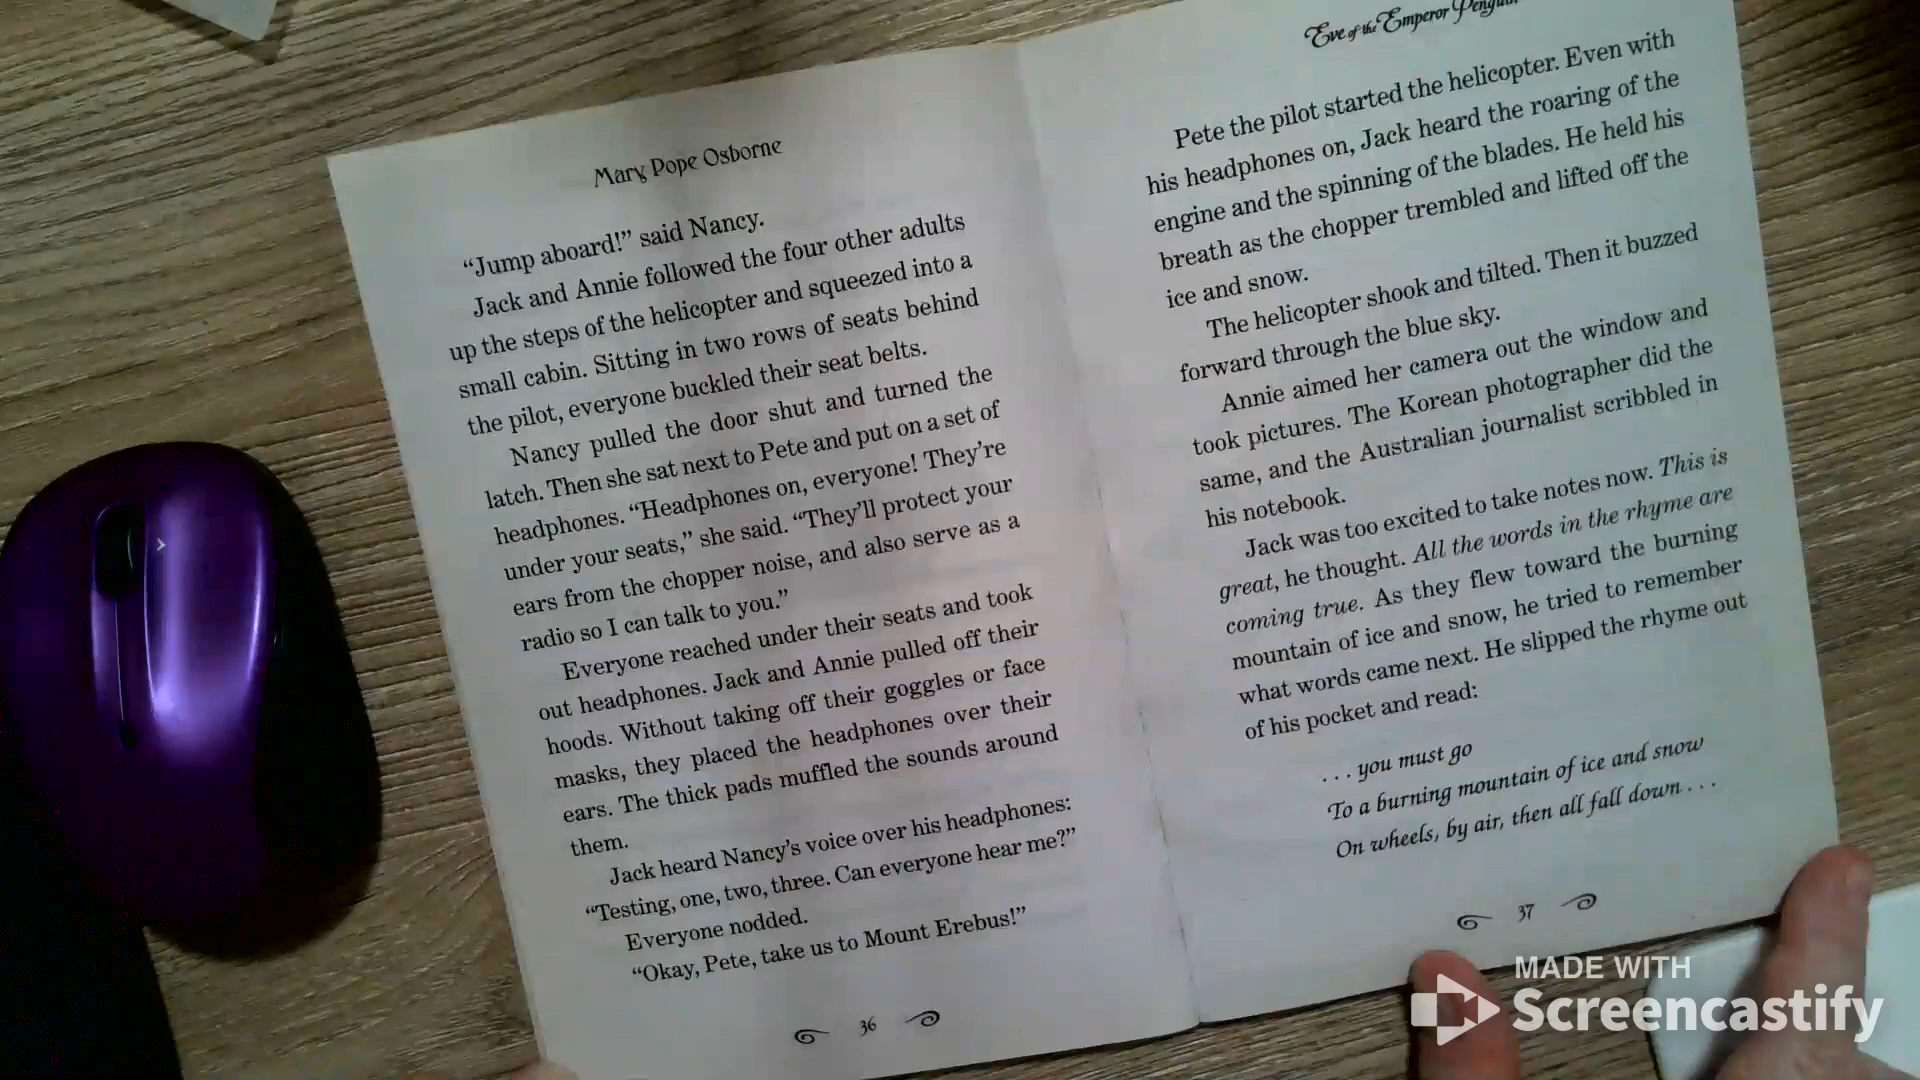 Mary Pope Osborne
“Jump aboard!” said Nancy.
Jack and Annie followed the four other adults
up the steps of the helicopter and squeezed into a
small cabin. Sitting in two rows of seats behind
the pilot, everyone buckled their seat belts.
Nancy pulled the door shut and turned the
latch. Then she sat next to Pete and put on a set of
headphones. “Headphones on, everyone! They’re
under your seats,” she said. “They’ll protect your
ears from the chopper noise, and also serve as a
radio so I can talk to you.”
Everyone reached under their seats and took
out headphones. Jack and Annie pulled off their
hoods. Without taking off their goggles or face
masks, they placed the headphones over their
ears. The thick pads muffled the sounds around
them.
Jack heard Nancy’s voice over his headphones:
“Testing, one, two, three. Can everyone hear me?”
Everyone nodded.
“Okay, Pete, take us to Mount Erebus!”
36
Eve of the Emperor Penguin
Pete the pilot started the helicopter. Even with
his headphones on, Jack heard the roaring of the
engine and the spinning of the blades. He held his
breath as the chopper trembled and lifted off the
ice and snow.
The helicopter shook and tilted. Then it buzzed
forward through the blue sky.
Annie aimed her camera out the window and
took pictures. The Korean photographer did the
same, and the Australian journalist scribbled in
his notebook.
Jack was too excited to take notes now. This is
great, he thought. All the words in the rhyme are
coming true. As they flew toward the burning
mountain of ice and snow, he tried to remember
what words came next. He slipped the rhyme out
of his pocket and read:
. . . you must go
To a burning mountain of ice and snow
On wheels, by air, then all fall down . . .
37
MADE WITH
Screencastify